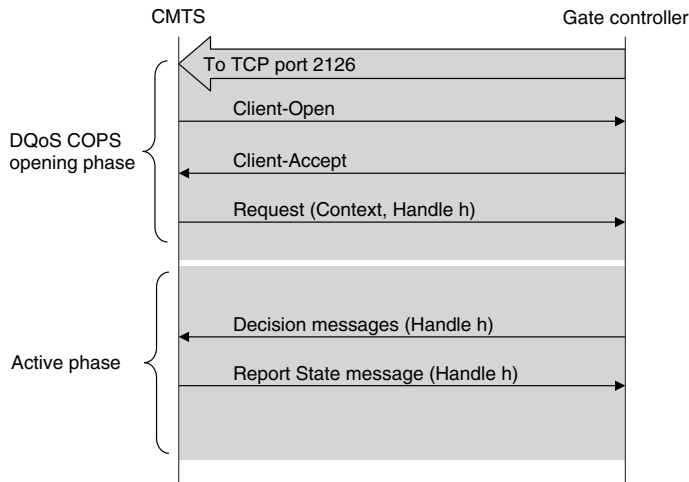 CMTS
Gate controller
To TCP port 2126
Client-Open
DQoS COPS
opening phase
Client-Accept
Request (Context, Handle h)
Decision messages (Handle h)
Active phase
Report State message (Handle h)